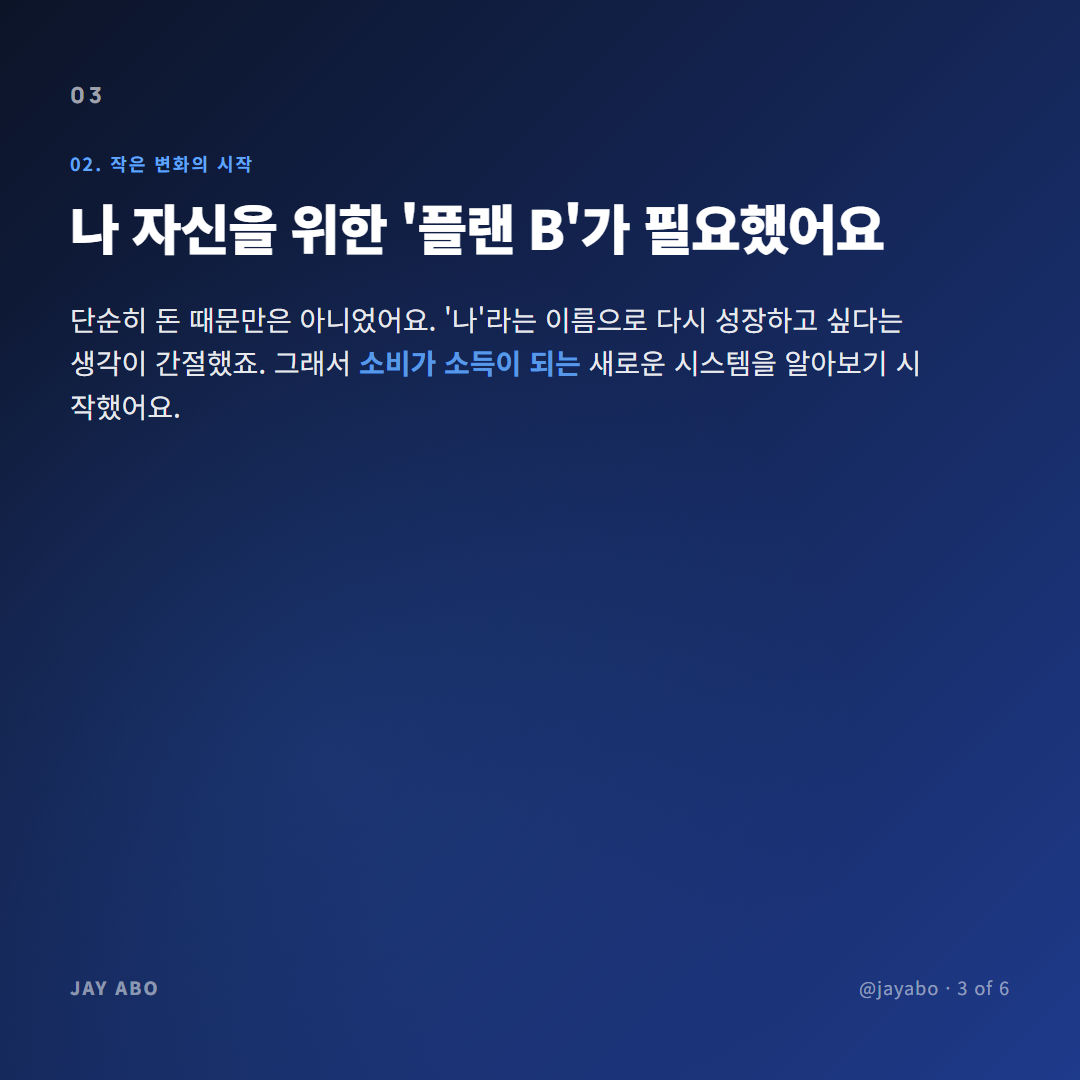 03
02. 작은 변화의 시작
나 자신을 위한 '플랜 B'가 필요했어요
단순히 돈 때문만은 아니었어요. '나'라는 이름으로 다시 성장하고 싶다는
생각이 간절했죠. 그래서 소비가 소득이 되는 새로운 시스템을 알아보기 시
작했어요.
JAY ABO
@jayabo · 3 of 6